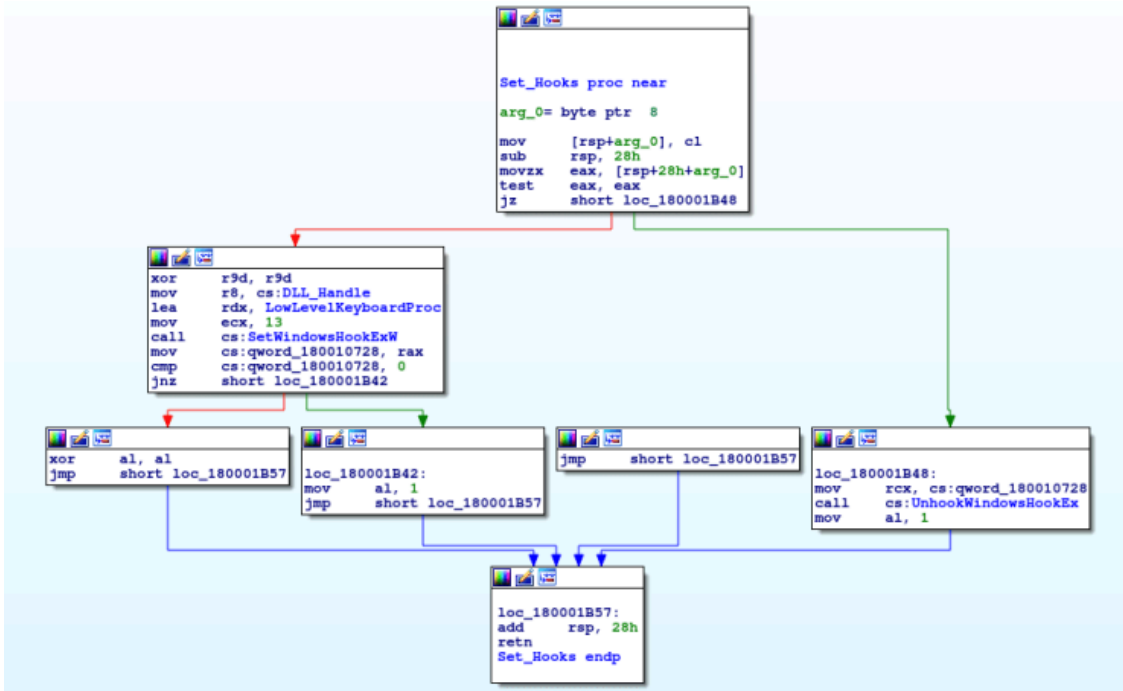 Set_Hooks proc near
arg_0= byte ptr  8
mov     [rsp+arg_0], cl
sub     rsp, 28h
movzx   eax, [rsp+28h+arg_0]
test    eax, eax
jz      short loc_180001B48
xor     r9d, r9d
mov     r8, cs:DLL_Handle
lea     rdx, LowLevelKeyboardProc
mov     ecx, 13
call    cs:SetWindowsHookExW
mov     cs:qword_180010728, rax
cmp     cs:qword_180010728, 0
jnz     short loc_180001B42
xor     al, al
jmp     short loc_180001B57
loc_180001B42:
mov     al, 1
jmp     short loc_180001B57
jmp     short loc_180001B57
loc_180001B48:
mov     rcx, cs:qword_180010728
call    cs:UnhookWindowsHookEx
mov     al, 1
loc_180001B57:
add     rsp, 28h
retn
Set_Hooks endp